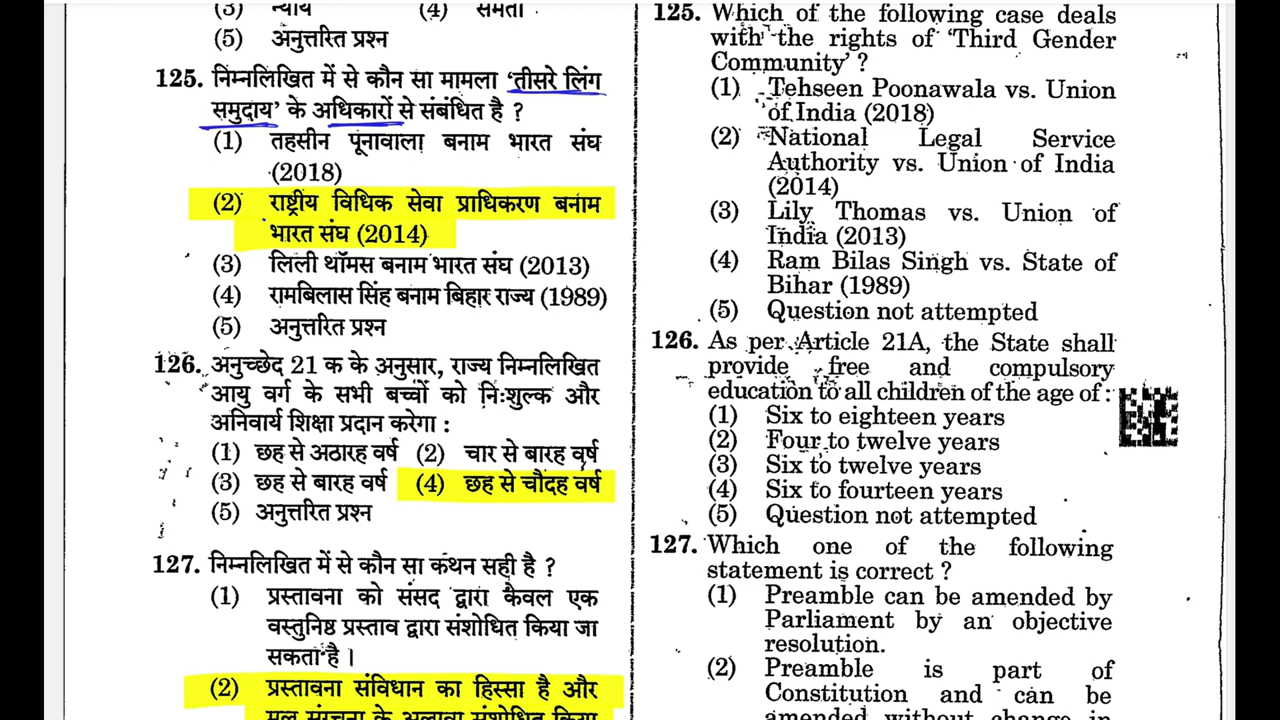 (3) न्याय (4) समता
(5) अनुत्तरित प्रश्न
125. निम्नलिखित में से कौन सा मामला ‘तीसरे लिंग
समुदाय’ के अधिकारों से संबंधित है ?
(1) तहसीन पूनावाला बनाम भारत संघ
(2018)
(2) राष्ट्रीय विधिक सेवा प्राधिकरण बनाम
भारत संघ (2014)
(3) लिली थॉमस बनाम भारत संघ (2013)
(4) रामबिलास सिंह बनाम बिहार राज्य (1989)
(5) अनुत्तरित प्रश्न
126. अनुच्छेद 21 क के अनुसार, राज्य निम्नलिखित
आयु वर्ग के सभी बच्चों को निःशुल्क और
अनिवार्य शिक्षा प्रदान करेगा :
(1) छह से अठारह वर्ष (2) चार से बारह वर्ष
(3) छह से बारह वर्ष (4) छह से चौदह वर्ष
(5) अनुत्तरित प्रश्न
127. निम्नलिखित में से कौन सा कथन सही है ?
(1) प्रस्तावना को संसद द्वारा केवल एक
वस्तुनिष्ठ प्रस्ताव द्वारा संशोधित किया जा
सकता है ।
(2) प्रस्तावना संविधान का हिस्सा है और
मूल संरचना के अलावा संशोधित किया
125. Which of the following case deals
with the rights of ‘Third Gender
Community’ ?
(1) Tehseen Poonawala vs. Union
of India (2018)
(2) National Legal Service
Authority vs. Union of India
(2014)
(3) Lily Thomas vs. Union of
India (2013)
(4) Ram Bilas Singh vs. State of
Bihar (1989)
(5) Question not attempted
126. As per Article 21A, the State shall
provide free and compulsory
education to all children of the age of :
(1) Six to eighteen years
(2) Four to twelve years
(3) Six to twelve years
(4) Six to fourteen years
(5) Question not attempted
127. Which one of the following
statement is correct ?
(1) Preamble can be amended by
Parliament by an objective
resolution.
(2) Preamble is part of
Constitution and can be
amended without change in